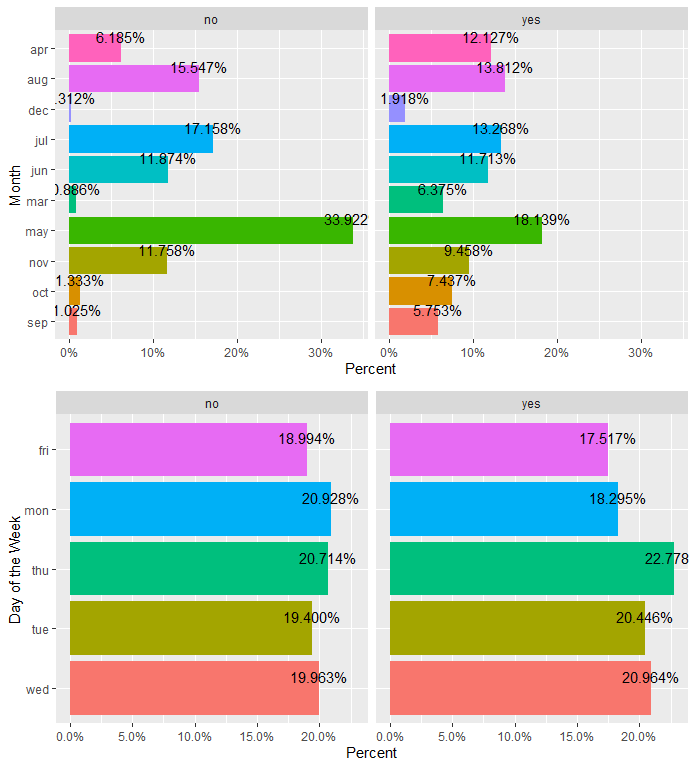 no yes
apr 6.185% 12.127%
aug 15.547% 13.812%
dec .312% 1.918%
jul 17.158% 13.268%
jun 11.874% 11.713%
mar 0.886% 6.375%
may 33.922 18.139%
nov 11.758% 9.458%
oct 1.333% 7.437%
sep 1.025% 5.753%
Month
0% 10% 20% 30% 0% 10% 20% 30%
Percent
no yes
fri 18.994% 17.517%
mon 20.928% 18.295%
thu 20.714% 22.778
tue 19.400% 20.446%
wed 19.963% 20.964%
Day of the Week
0.0% 5.0% 10.0% 15.0% 20.0% 0.0% 5.0% 10.0% 15.0% 20.0%
Percent